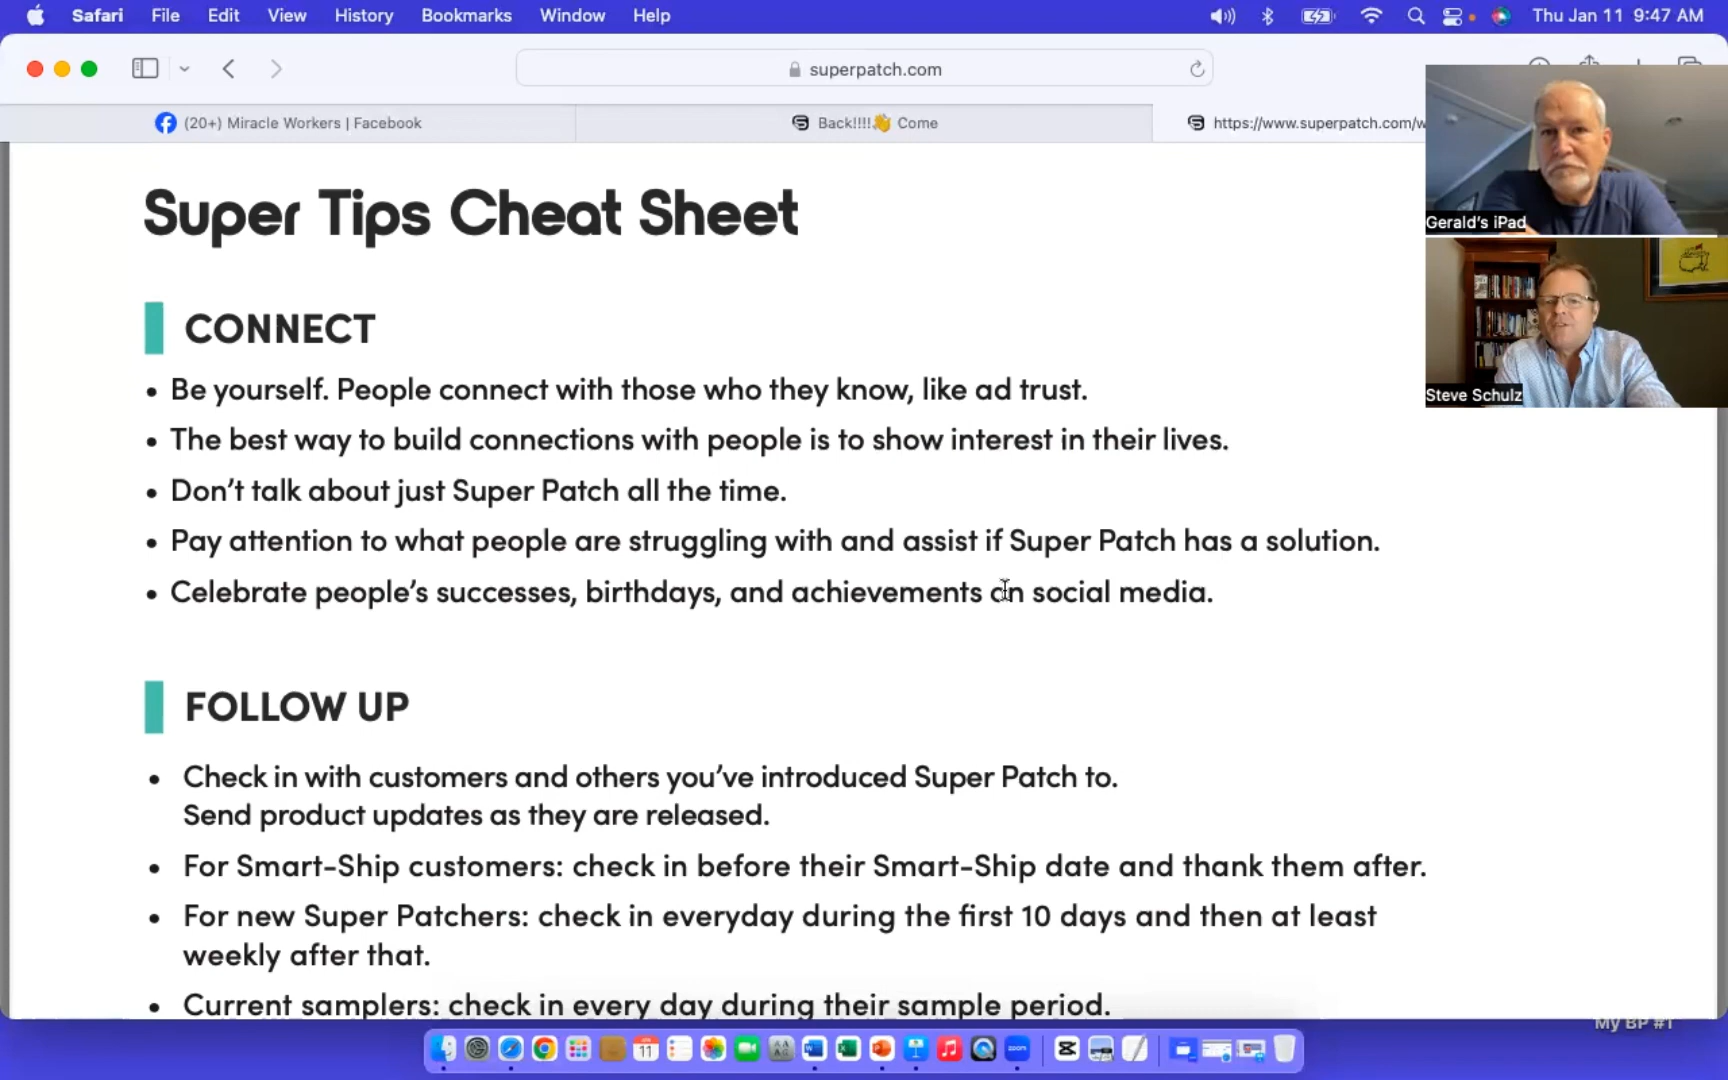 Safari File Edit View History Bookmarks Window Help Thu Jan 11 9:47 AM
superpatch.com
(20+) Miracle Workers | Facebook
Back!!!!👋 Come
https://www.superpatch.com/w
Gerald's iPad
Steve Schulz
Super Tips Cheat Sheet
CONNECT
• Be yourself. People connect with those who they know, like ad trust.
• The best way to build connections with people is to show interest in their lives.
• Don't talk about just Super Patch all the time.
• Pay attention to what people are struggling with and assist if Super Patch has a solution.
• Celebrate people's successes, birthdays, and achievements on social media.
FOLLOW UP
• Check in with customers and others you've introduced Super Patch to.
Send product updates as they are released.
• For Smart-Ship customers: check in before their Smart-Ship date and thank them after.
• For new Super Patchers: check in everyday during the first 10 days and then at least
weekly after that.
• Current samplers: check in every day during their sample period.
My BP #1
11
zoom